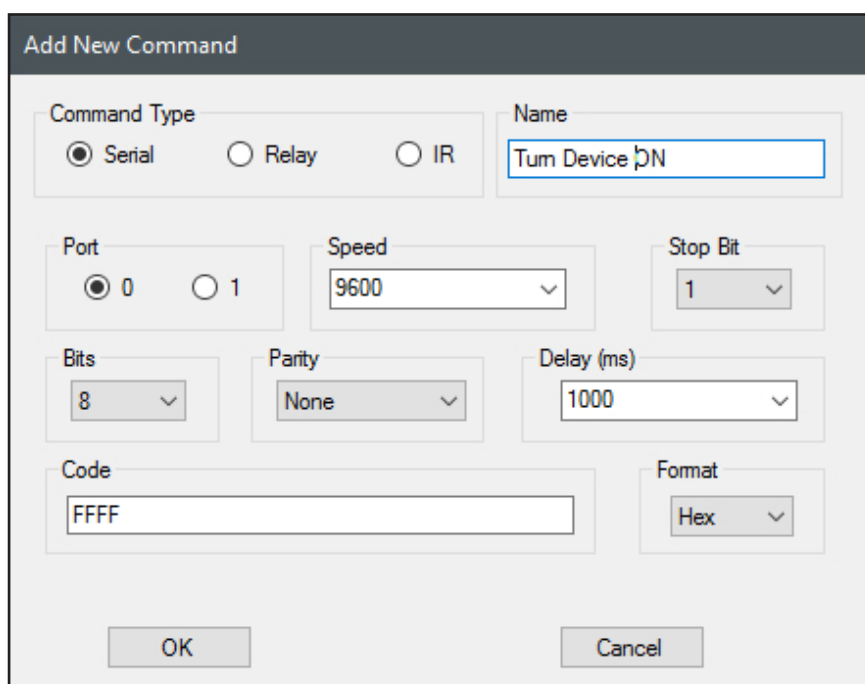 Add New Command
Command Type
Name
Serial Relay IR
Turn Device ON
Port
Speed
Stop Bit
0 1
9600
1
Bits
Parity
Delay (ms)
8
None
1000
Code
Format
FFFF
Hex
OK
Cancel